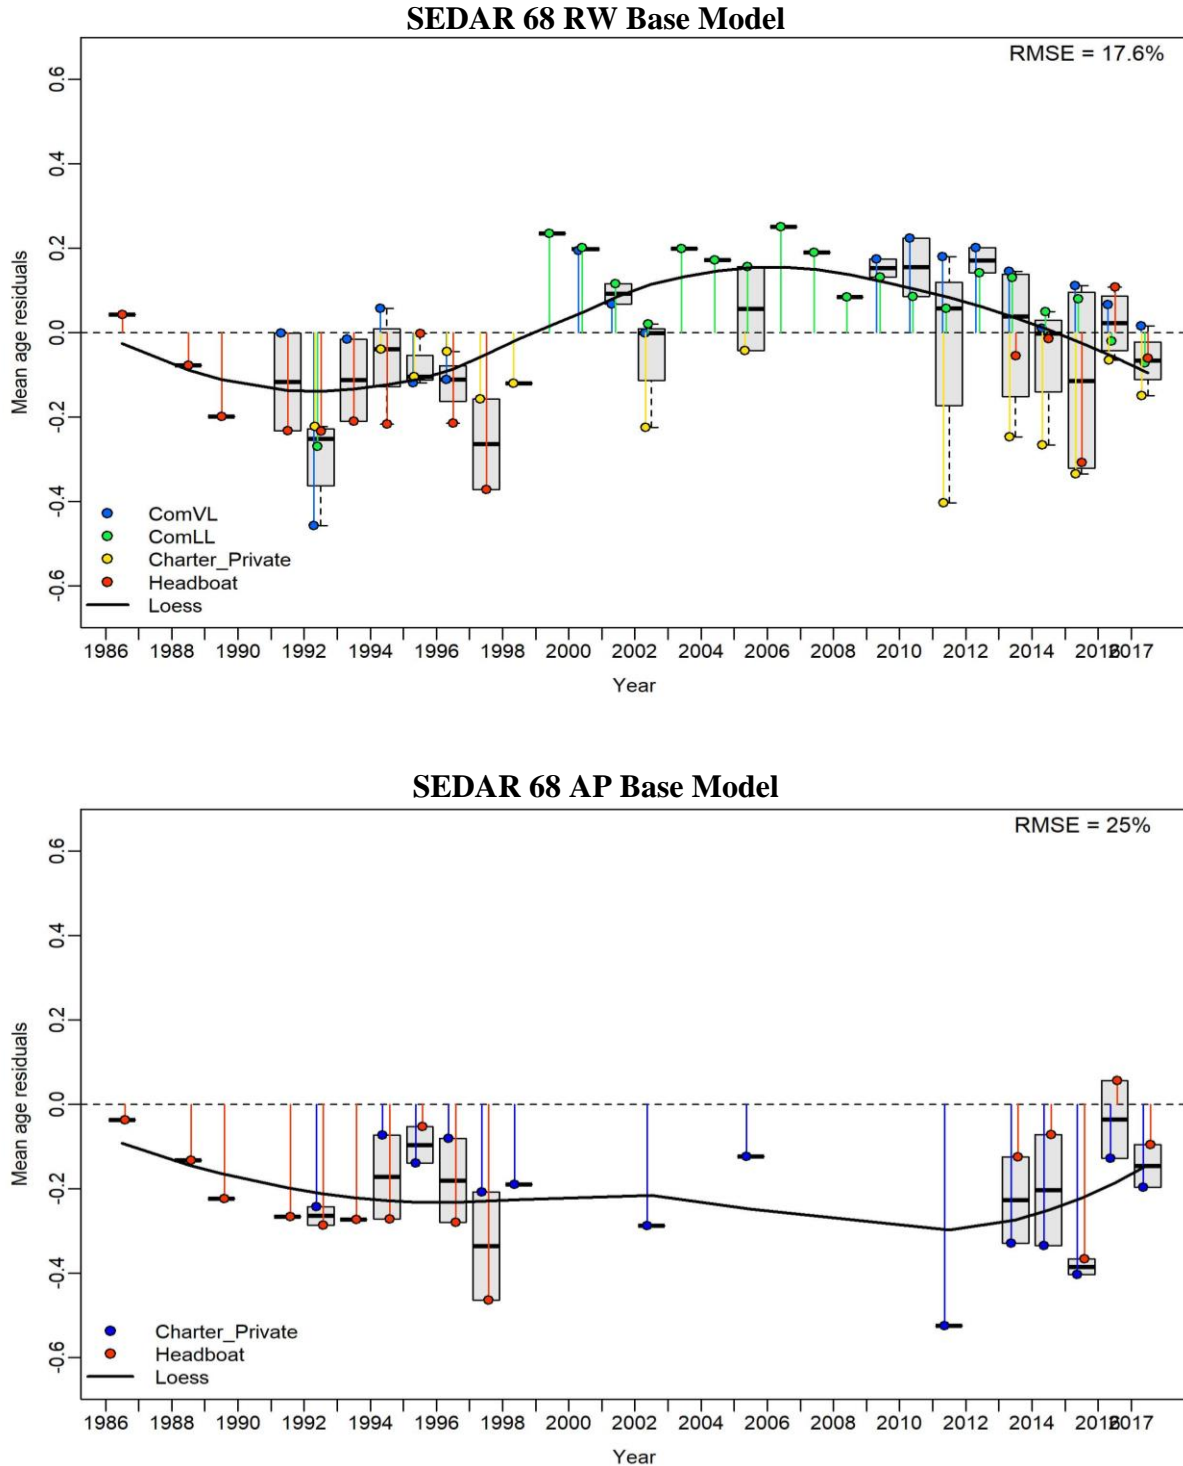 SEDAR 68 RW Base Model
RMSE = 17.6%
0.6
0.4
0.2
0.0
-0.2
-0.4
-0.6
Mean age residuals
ComVL
ComLL
Charter_Private
Headboat
Loess
1986 1988 1990 1992 1994 1996 1998 2000 2002 2004 2006 2008 2010 2012 2014 2016 2017
Year
SEDAR 68 AP Base Model
RMSE = 25%
0.6
0.4
0.2
0.0
-0.2
-0.4
-0.6
Mean age residuals
Charter_Private
Headboat
Loess
1986 1988 1990 1992 1994 1996 1998 2000 2002 2004 2006 2008 2010 2012 2014 2016 2017
Year